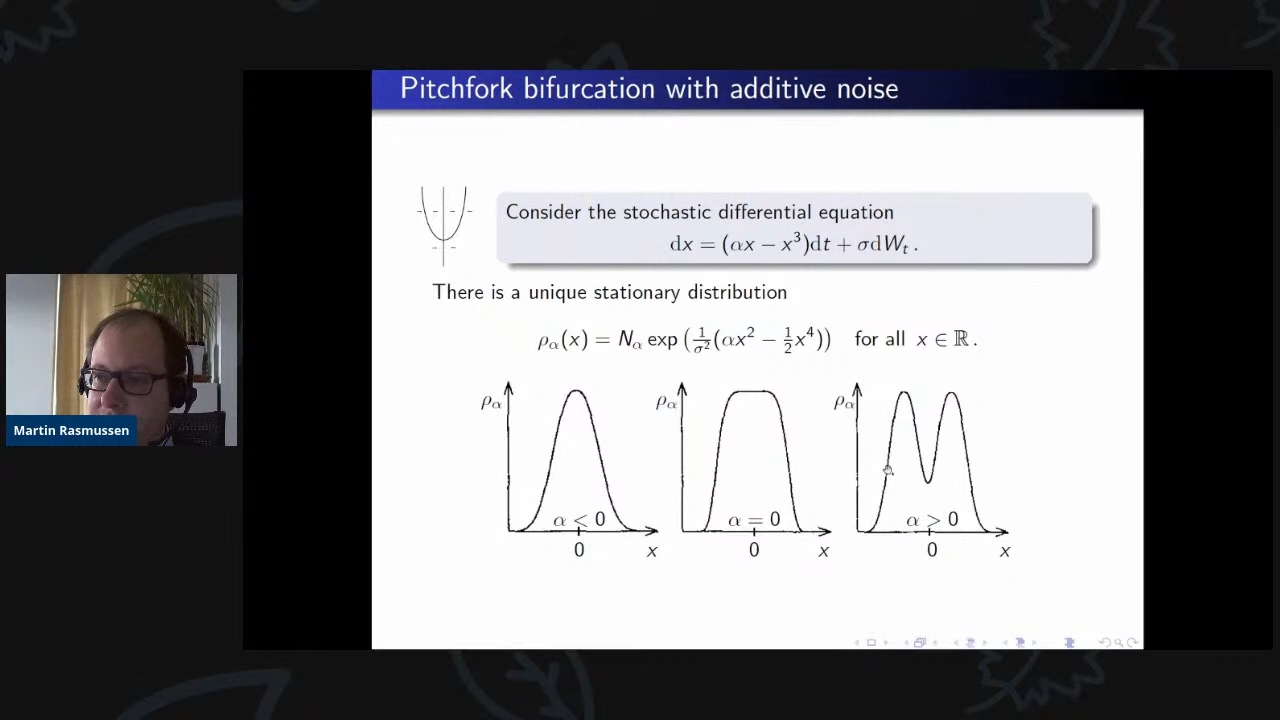 Pitchfork bifurcation with additive noise
Consider the stochastic differential equation
dx = (αx − x³)dt + σdWₜ .
There is a unique stationary distribution
ρ_α(x) = N_α exp (1/σ² (αx² − ½x⁴)) for all x ∈ ℝ .
ρ_α ρ_α ρ_α
α < 0 α = 0 α > 0
0 x 0 x 0 x
Martin Rasmussen